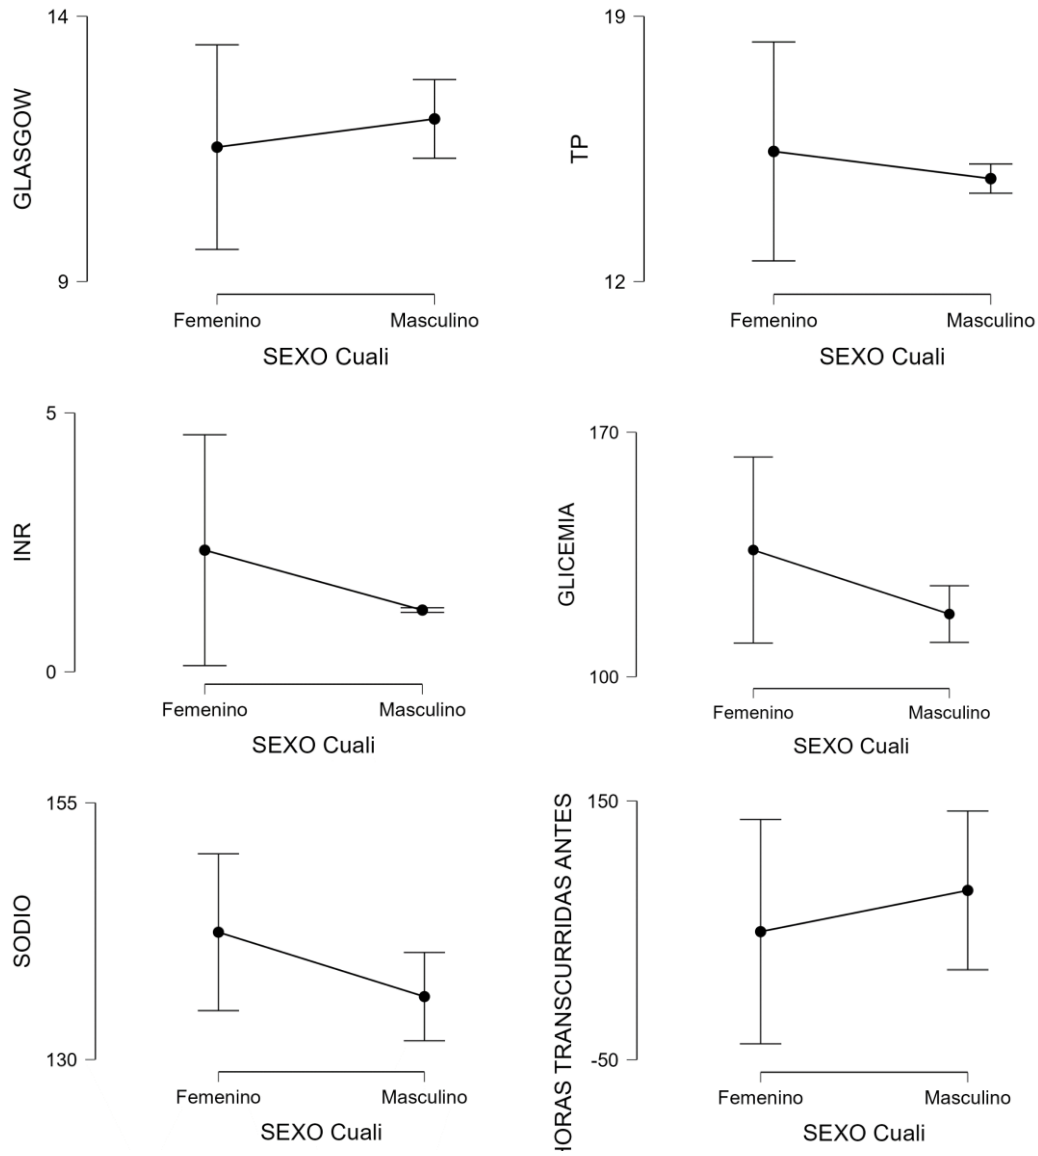 14
GLASGOW
9
Femenino Masculino
SEXO Cuali
19
TP
12
Femenino Masculino
SEXO Cuali
5
INR
0
Femenino Masculino
SEXO Cuali
170
GLICEMIA
100
Femenino Masculino
SEXO Cuali
155
SODIO
130
Femenino Masculino
SEXO Cuali
150
HORAS TRANSCURRIDAS ANTES
-50
Femenino Masculino
SEXO Cuali